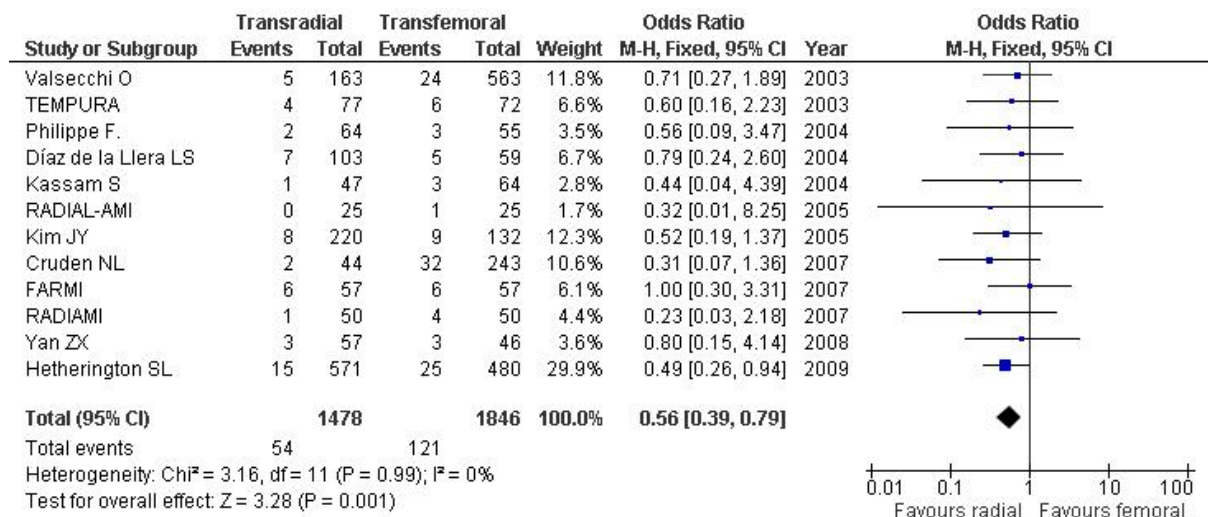 Transradial Transfemoral Odds Ratio Odds Ratio
Study or Subgroup Events Total Events Total Weight M-H, Fixed, 95% CI Year M-H, Fixed, 95% CI
Valsecchi O 5 163 24 563 11.8% 0.71 [0.27, 1.89] 2003
TEMPURA 4 77 6 72 6.6% 0.60 [0.16, 2.23] 2003
Philippe F. 2 64 3 55 3.5% 0.56 [0.09, 3.47] 2004
Díaz de la Llera LS 7 103 5 59 6.7% 0.79 [0.24, 2.60] 2004
Kassam S 1 47 3 64 2.8% 0.44 [0.04, 4.39] 2004
RADIAL-AMI 0 25 1 25 1.7% 0.32 [0.01, 8.25] 2005
Kim JY 8 220 9 132 12.3% 0.52 [0.19, 1.37] 2005
Cruden NL 2 44 32 243 10.6% 0.31 [0.07, 1.36] 2007
FARMI 6 57 6 57 6.1% 1.00 [0.30, 3.31] 2007
RADIAMI 1 50 4 50 4.4% 0.23 [0.03, 2.18] 2007
Yan ZX 3 57 3 46 3.6% 0.80 [0.15, 4.14] 2008
Hetherington SL 15 571 25 480 29.9% 0.49 [0.26, 0.94] 2009
Total (95% CI) 1478 1846 100.0% 0.56 [0.39, 0.79]
Total events 54 121
Heterogeneity: Chi² = 3.16, df = 11 (P = 0.99); I² = 0%
Test for overall effect: Z = 3.28 (P = 0.001)
0.01 0.1 1 10 100
Favours radial Favours femoral